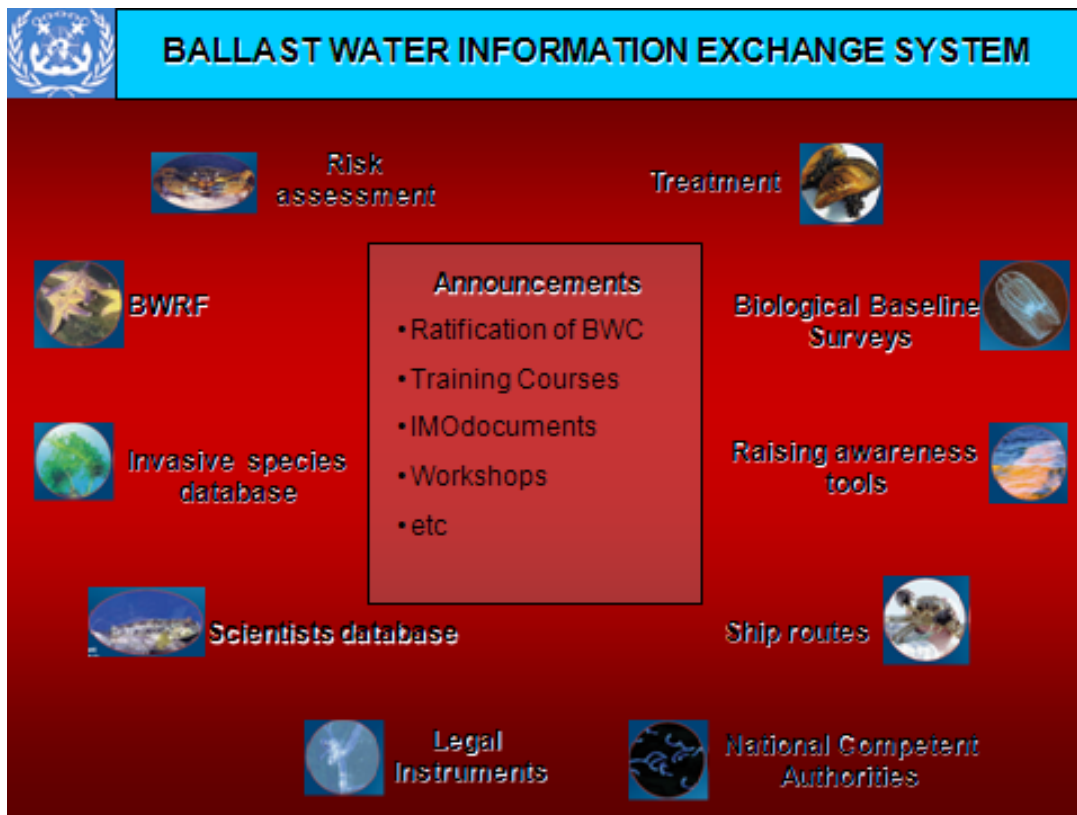 BALLAST WATER INFORMATION EXCHANGE SYSTEM
Risk
assessment
Treatment
BWRF
Announcements
•Ratification of BWC
•Training Courses
•IMOdocuments
•Workshops
•etc
Biological Baseline
Surveys
Invasive species
database
Raising awareness
tools
Scientists database
Ship routes
Legal
Instruments
National Competent
Authorities